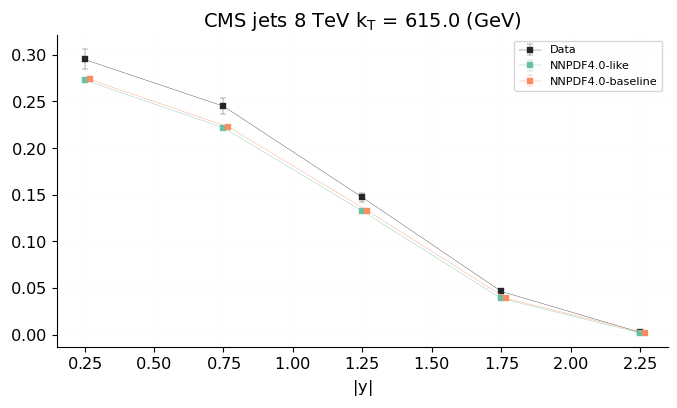 CMS jets 8 TeV k_T = 615.0 (GeV)
Data
NNPDF4.0-like
NNPDF4.0-baseline
0.30
0.25
0.20
0.15
0.10
0.05
0.00
0.25 0.50 0.75 1.00 1.25 1.50 1.75 2.00 2.25
|y|